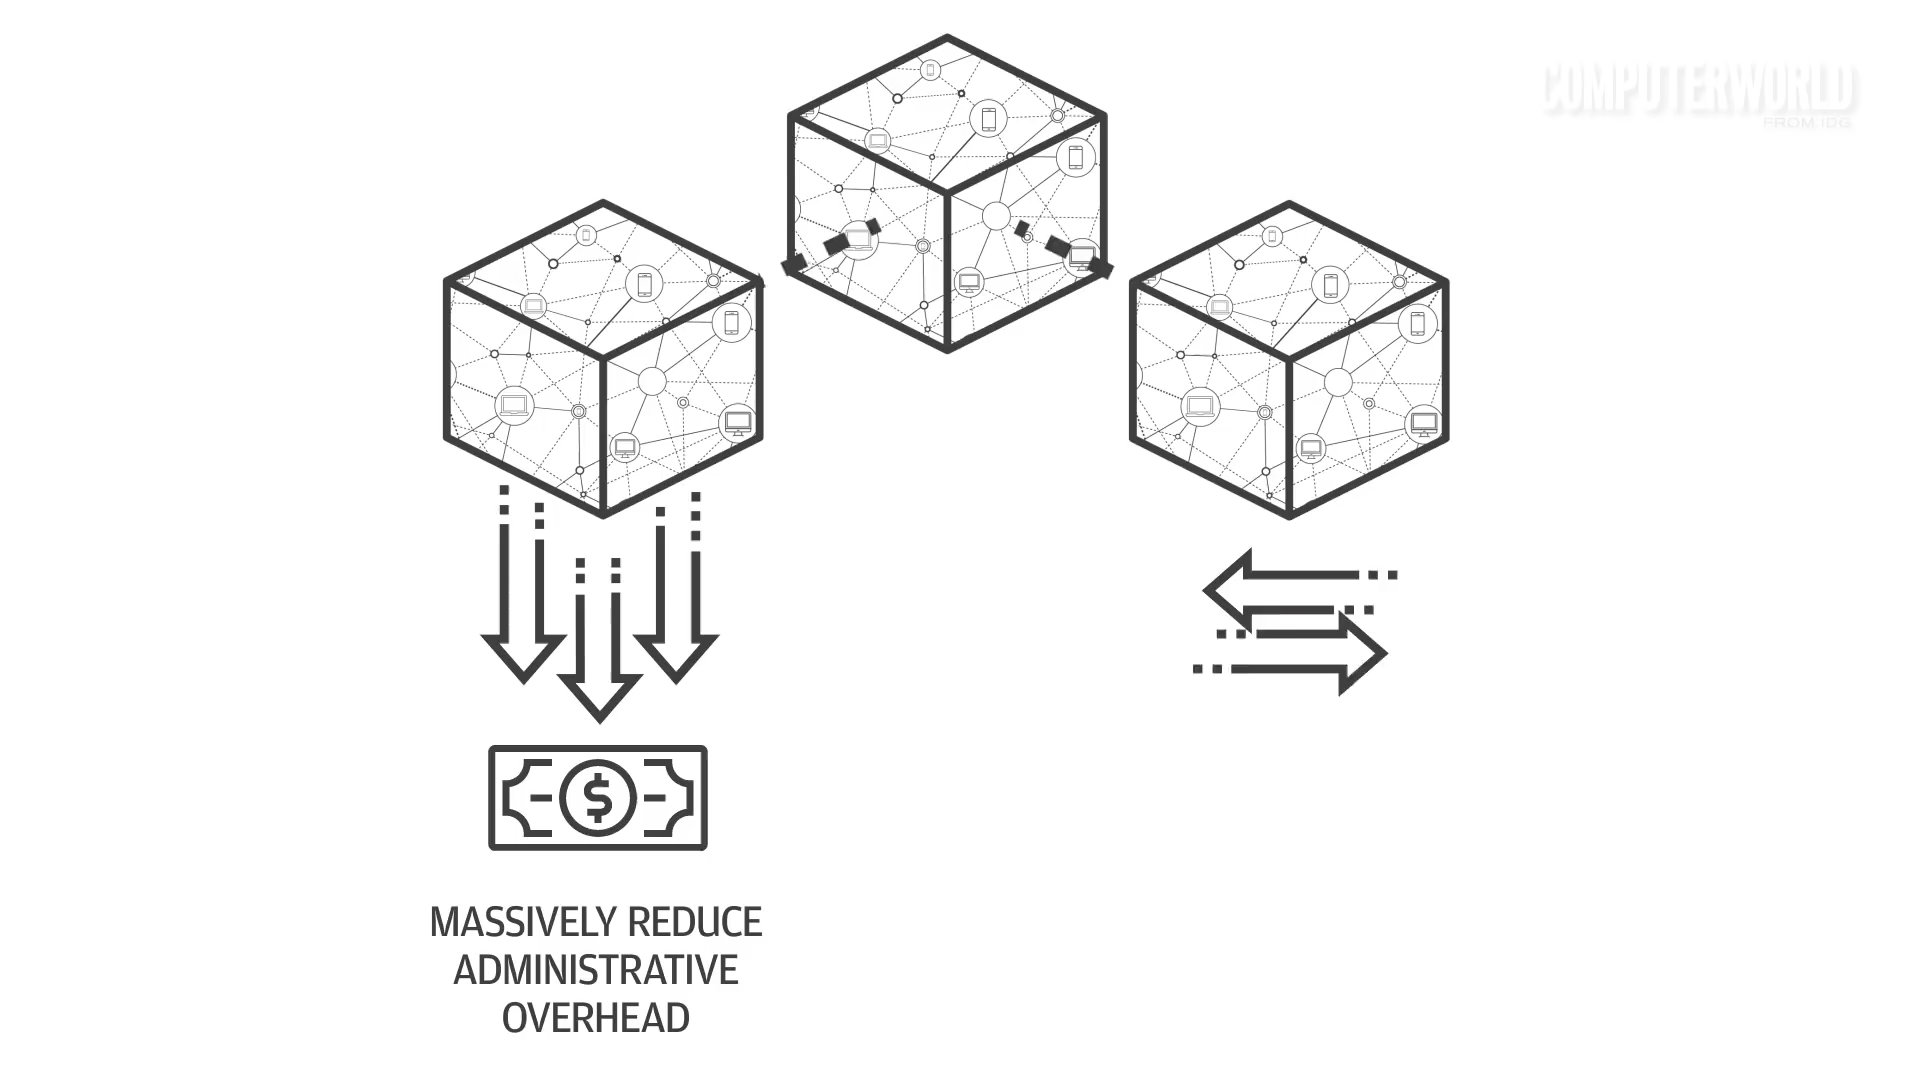 COMPUTERWORLD
FROM IDG
$
MASSIVELY REDUCE
ADMINISTRATIVE
OVERHEAD